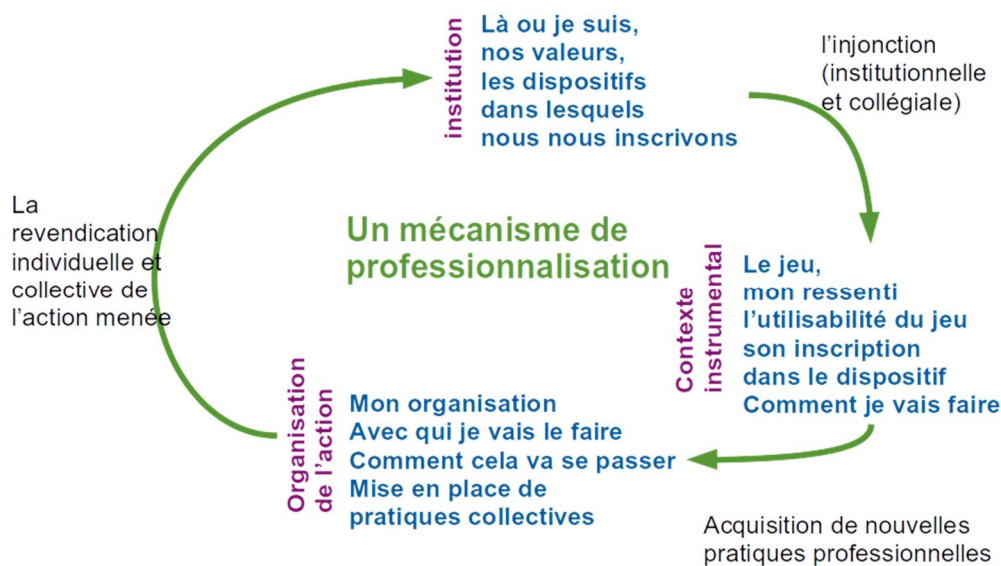 institution
Là ou je suis,
nos valeurs,
les dispositifs
dans lesquels
nous nous inscrivons
l'injonction
(institutionnelle
et collégiale)
La
revendication
individuelle et
collective de
l'action menée
Un mécanisme de
professionnalisation
Contexte
instrumental
Le jeu,
mon ressenti
l'utilisabilité du jeu
son inscription
dans le dispositif
Comment je vais faire
Organisation
de l'action
Mon organisation
Avec qui je vais le faire
Comment cela va se passer
Mise en place de
pratiques collectives
Acquisition de nouvelles
pratiques professionnelles